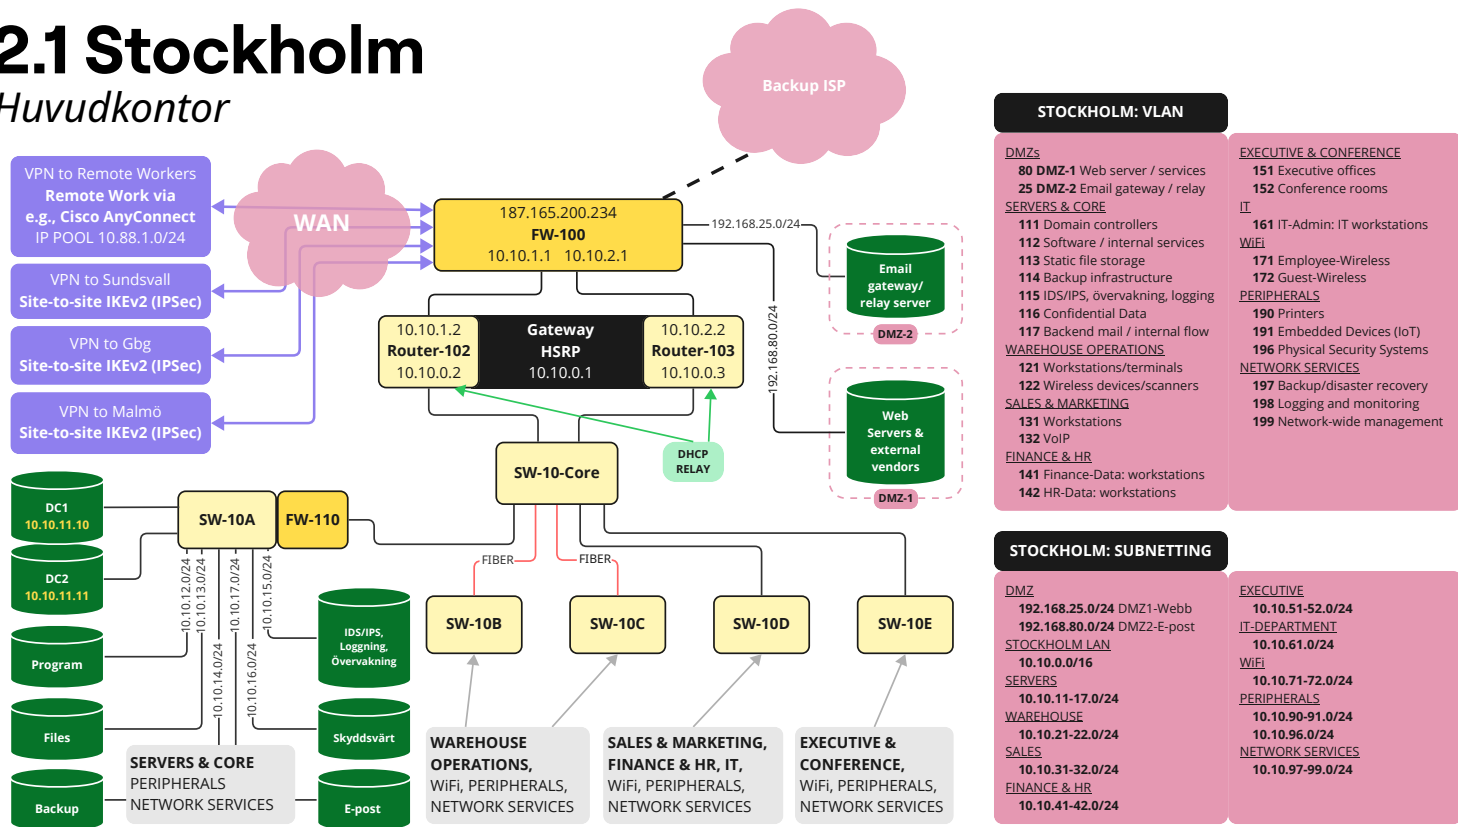 2.1 Stockholm
Huvudkontor
Backup ISP
VPN to Remote Workers
Remote Work via
e.g., Cisco AnyConnect
IP POOL 10.88.1.0/24
VPN to Sundsvall
Site-to-site IKEv2 (IPSec)
VPN to Gbg
Site-to-site IKEv2 (IPSec)
VPN to Malmö
Site-to-site IKEv2 (IPSec)
WAN
187.165.200.234
FW-100
10.10.1.1 10.10.2.1
10.10.1.2
Router-102
10.10.0.2
Gateway
HSRP
10.10.0.1
10.10.2.2
Router-103
10.10.0.3
192.168.25.0/24
192.168.80.0/24
Email
gateway/
relay server
DMZ-2
Web
Servers &
external
vendors
DMZ-1
DHCP
RELAY
SW-10-Core
DC1
10.10.11.10
DC2
10.10.11.11
SW-10A
FW-110
FIBER
FIBER
10.10.12.0/24
10.10.13.0/24
10.10.14.0/24
10.10.17.0/24
10.10.16.0/24
10.10.15.0/24
Program
Files
Backup
IDS/IPS,
Loggning,
Övervakning
Skyddsvärt
E-post
SW-10B
SW-10C
SW-10D
SW-10E
SERVERS & CORE
PERIPHERALS
NETWORK SERVICES
WAREHOUSE
OPERATIONS,
WiFi, PERIPHERALS,
NETWORK SERVICES
SALES & MARKETING,
FINANCE & HR, IT,
WiFi, PERIPHERALS,
NETWORK SERVICES
EXECUTIVE &
CONFERENCE,
WiFi, PERIPHERALS,
NETWORK SERVICES
STOCKHOLM: VLAN
DMZs
80 DMZ-1 Web server / services
25 DMZ-2 Email gateway / relay
SERVERS & CORE
111 Domain controllers
112 Software / internal services
113 Static file storage
114 Backup infrastructure
115 IDS/IPS, övervakning, logging
116 Confidential Data
117 Backend mail / internal flow
WAREHOUSE OPERATIONS
121 Workstations/terminals
122 Wireless devices/scanners
SALES & MARKETING
131 Workstations
132 VoIP
FINANCE & HR
141 Finance-Data: workstations
142 HR-Data: workstations
EXECUTIVE & CONFERENCE
151 Executive offices
152 Conference rooms
IT
161 IT-Admin: IT workstations
WiFi
171 Employee-Wireless
172 Guest-Wireless
PERIPHERALS
190 Printers
191 Embedded Devices (IoT)
196 Physical Security Systems
NETWORK SERVICES
197 Backup/disaster recovery
198 Logging and monitoring
199 Network-wide management
STOCKHOLM: SUBNETTING
DMZ
192.168.25.0/24 DMZ1-Webb
192.168.80.0/24 DMZ2-E-post
STOCKHOLM LAN
10.10.0.0/16
SERVERS
10.10.11-17.0/24
WAREHOUSE
10.10.21-22.0/24
SALES
10.10.31-32.0/24
FINANCE & HR
10.10.41-42.0/24
EXECUTIVE
10.10.51-52.0/24
IT-DEPARTMENT
10.10.61.0/24
WiFi
10.10.71-72.0/24
PERIPHERALS
10.10.90-91.0/24
10.10.96.0/24
NETWORK SERVICES
10.10.97-99.0/24